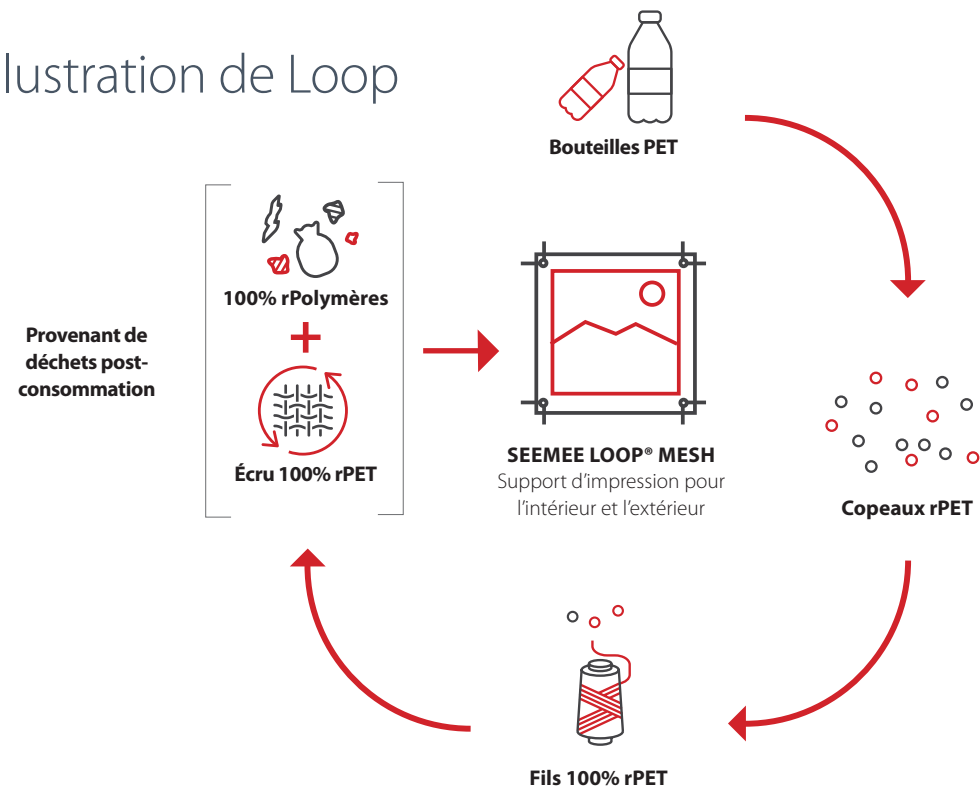 lustration de Loop
Bouteilles PET
100% rPolymères
+
Écru 100% rPET
Provenant de
déchets post-
consommation
SEEMEE LOOP® MESH
Support d’impression pour
l’intérieur et l’extérieur
Copeaux rPET
Fils 100% rPET